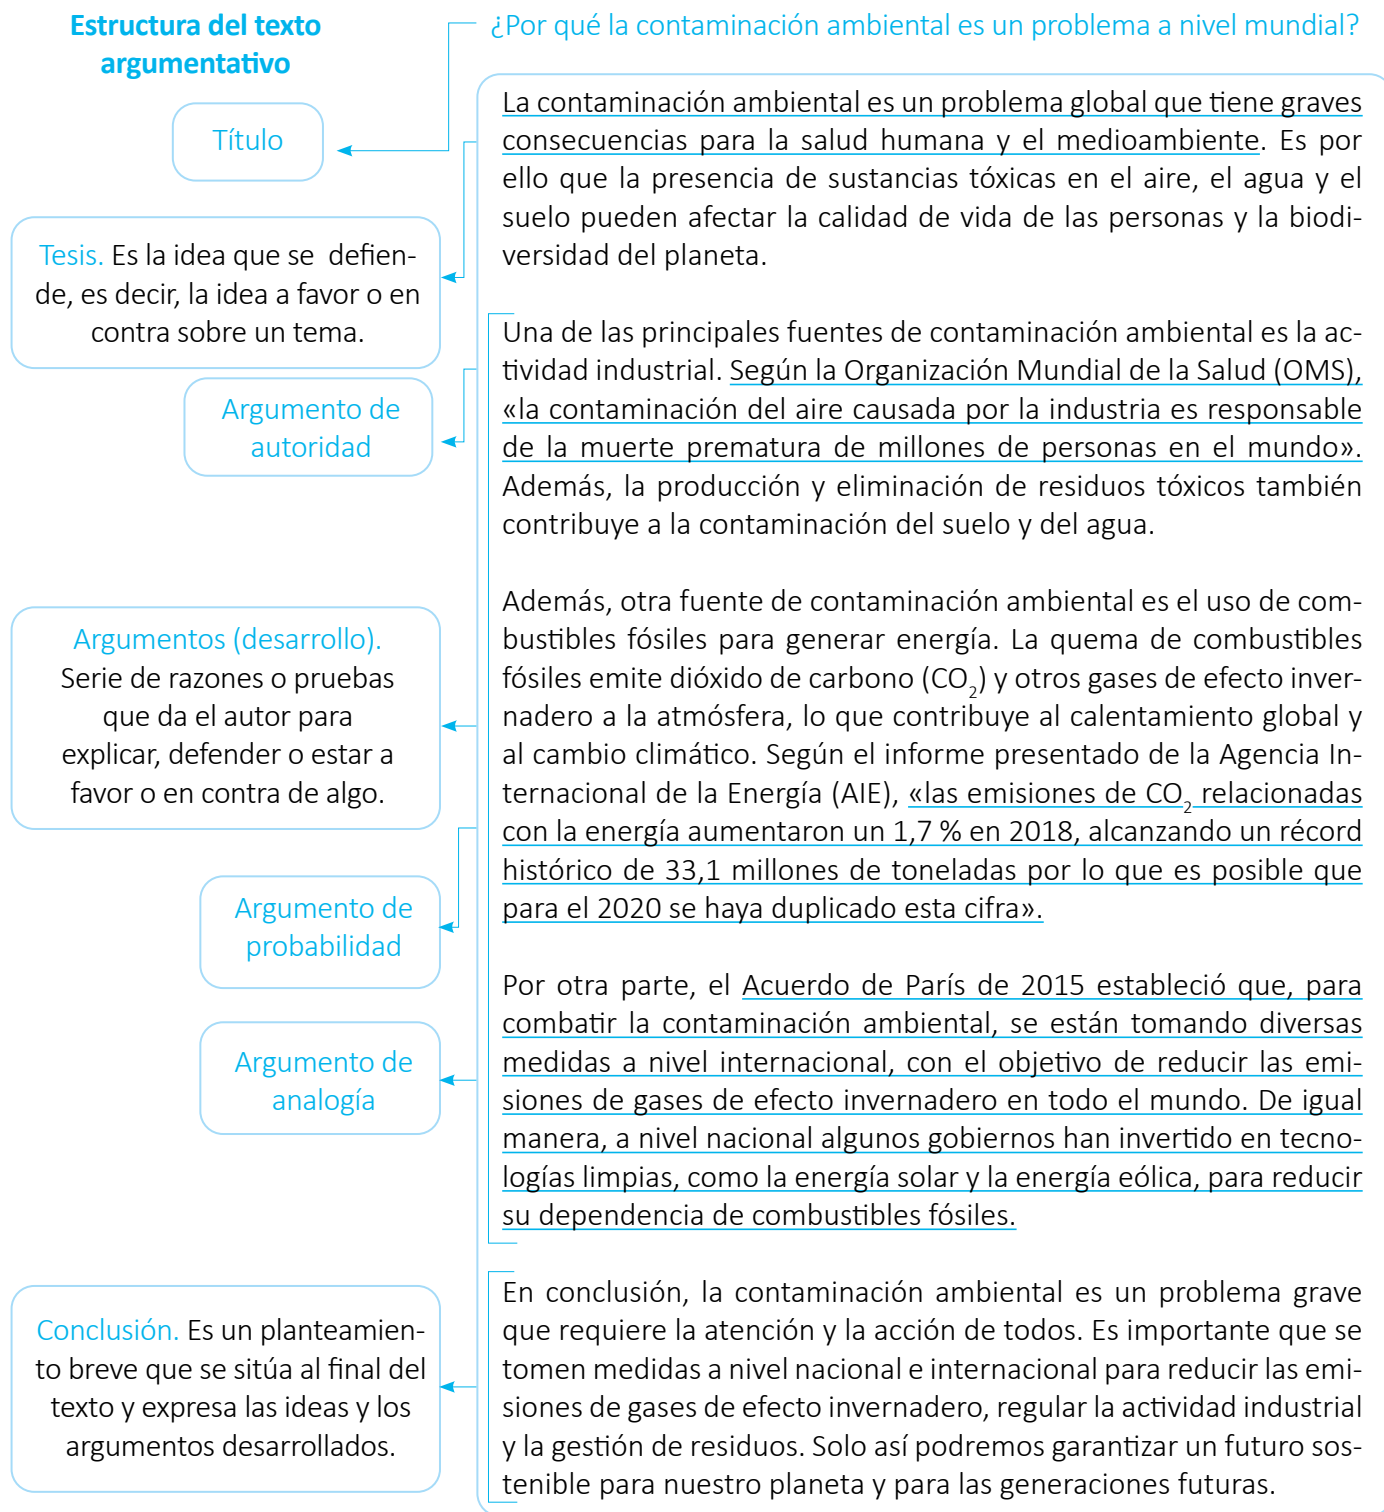 Estructura del texto
argumentativo
¿Por qué la contaminación ambiental es un problema a nivel mundial?
Título
La contaminación ambiental es un problema global que tiene graves
consecuencias para la salud humana y el medioambiente. Es por
ello que la presencia de sustancias tóxicas en el aire, el agua y el
suelo pueden afectar la calidad de vida de las personas y la biodi-
versidad del planeta.
Tesis. Es la idea que se defien-
de, es decir, la idea a favor o en
contra sobre un tema.
Una de las principales fuentes de contaminación ambiental es la ac-
tividad industrial. Según la Organización Mundial de la Salud (OMS),
«la contaminación del aire causada por la industria es responsable
de la muerte prematura de millones de personas en el mundo».
Además, la producción y eliminación de residuos tóxicos también
contribuye a la contaminación del suelo y del agua.
Argumento de
autoridad
Además, otra fuente de contaminación ambiental es el uso de com-
bustibles fósiles para generar energía. La quema de combustibles
fósiles emite dióxido de carbono (CO₂) y otros gases de efecto inver-
nadero a la atmósfera, lo que contribuye al calentamiento global y
al cambio climático. Según el informe presentado de la Agencia In-
ternacional de la Energía (AIE), «las emisiones de CO₂ relacionadas
con la energía aumentaron un 1,7 % en 2018, alcanzando un récord
histórico de 33,1 millones de toneladas por lo que es posible que
para el 2020 se haya duplicado esta cifra».
Argumentos (desarrollo).
Serie de razones o pruebas
que da el autor para
explicar, defender o estar a
favor o en contra de algo.
Argumento de
probabilidad
Por otra parte, el Acuerdo de París de 2015 estableció que, para
combatir la contaminación ambiental, se están tomando diversas
medidas a nivel internacional, con el objetivo de reducir las emi-
siones de gases de efecto invernadero en todo el mundo. De igual
manera, a nivel nacional algunos gobiernos han invertido en tecno-
logías limpias, como la energía solar y la energía eólica, para reducir
su dependencia de combustibles fósiles.
Argumento de
analogía
En conclusión, la contaminación ambiental es un problema grave
que requiere la atención y la acción de todos. Es importante que se
tomen medidas a nivel nacional e internacional para reducir las emi-
siones de gases de efecto invernadero, regular la actividad industrial
y la gestión de residuos. Solo así podremos garantizar un futuro sos-
tenible para nuestro planeta y para las generaciones futuras.
Conclusión. Es un planteamien-
to breve que se sitúa al final del
texto y expresa las ideas y los
argumentos desarrollados.